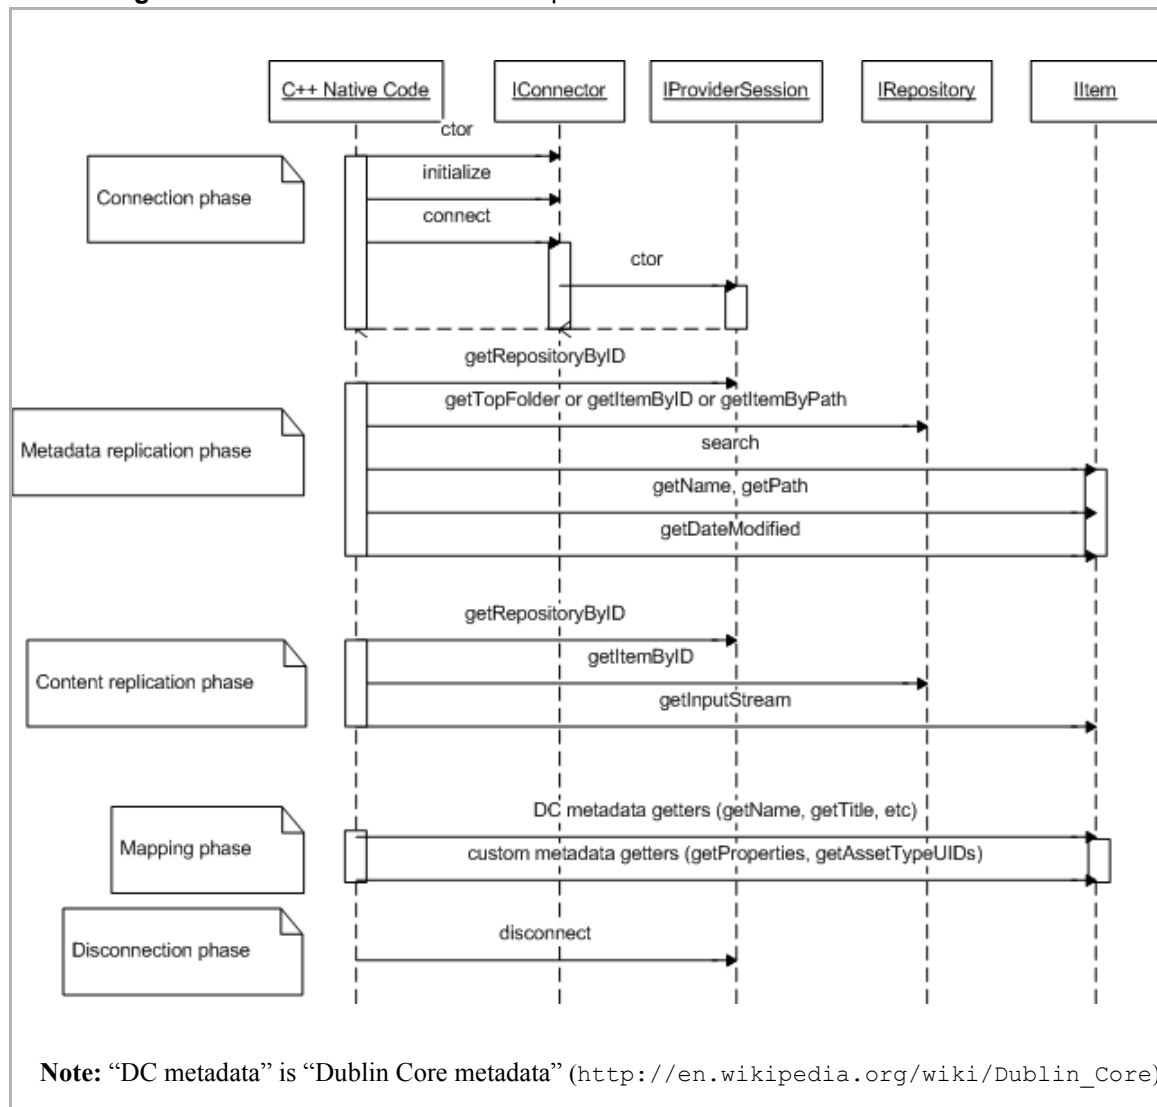 C++ Native Code
IConnector
IProviderSession
IRepository
IItem
ctor
initialize
Connection phase
connect
ctor
getRepositoryByID
getTopFolder or getItemByID or getItemByPath
Metadata replication phase
search
getName, getPath
getDateModified
getRepositoryByID
getItemByID
Content replication phase
getInputStream
DC metadata getters (getName, getTitle, etc)
Mapping phase
custom metadata getters (getProperties, getAssetTypeUIDs)
disconnect
Disconnection phase
Note: “DC metadata” is “Dublin Core metadata” (http://en.wikipedia.org/wiki/Dublin_Core)